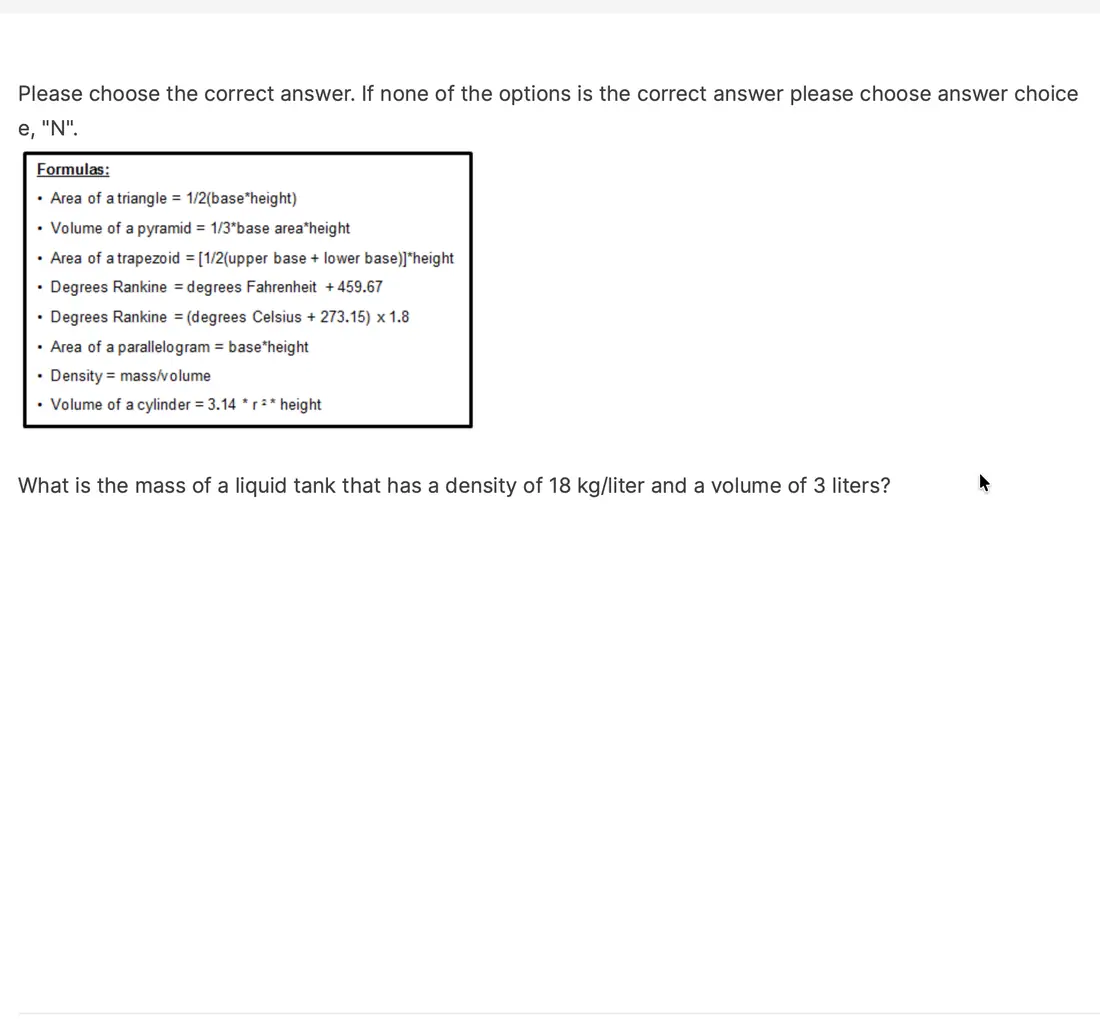 Please choose the correct answer. If none of the options is the correct answer please choose answer choice
e, "N".
Formulas:
• Area of a triangle = 1/2(base*height)
• Volume of a pyramid = 1/3*base area*height
• Area of a trapezoid = [1/2(upper base + lower base)]*height
• Degrees Rankine = degrees Fahrenheit + 459.67
• Degrees Rankine = (degrees Celsius + 273.15) x 1.8
• Area of a parallelogram = base*height
• Density = mass/volume
• Volume of a cylinder = 3.14 * r ² * height
What is the mass of a liquid tank that has a density of 18 kg/liter and a volume of 3 liters?